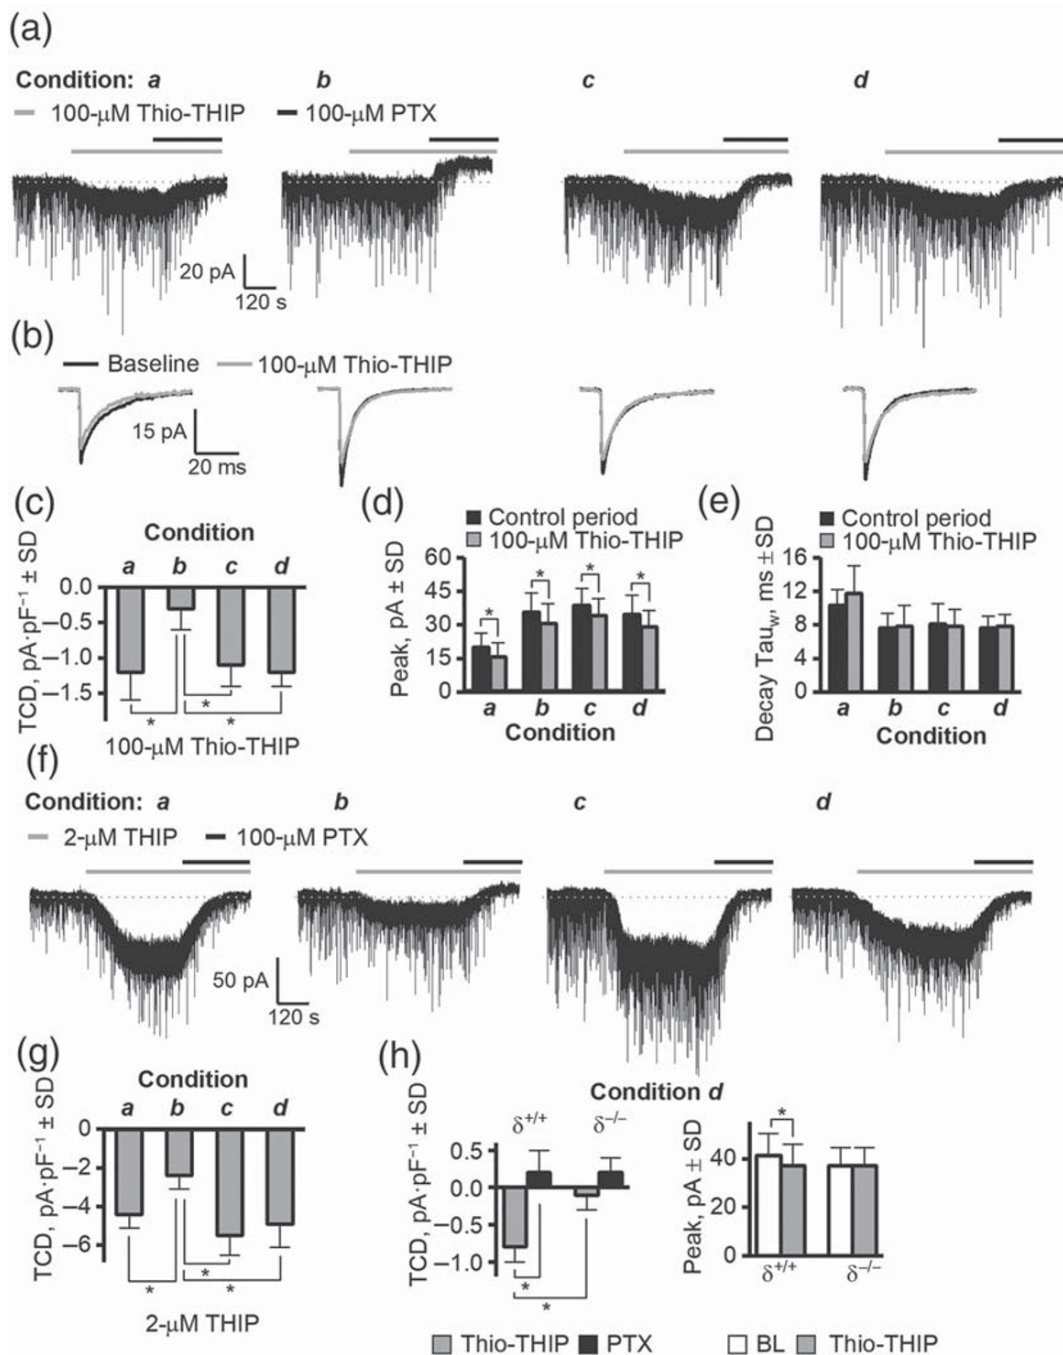 (a)
Condition: a b c d
100-μM Thio-THIP 100-μM PTX
20 pA
120 s
(b)
Baseline 100-μM Thio-THIP
15 pA
20 ms
(c)
Condition
a b c d
TCD, pA·pF⁻¹ ± SD
0.0
−0.5
−1.0
−1.5
* * *
100-μM Thio-THIP
(d)
Control period
100-μM Thio-THIP
Peak, pA ± SD
60
45
30
15
0
* * * *
a b c d
Condition
(e)
Control period
100-μM Thio-THIP
Decay Tauw, ms ± SD
16
12
8
4
0
a b c d
Condition
(f)
Condition: a b c d
2-μM THIP 100-μM PTX
50 pA
120 s
(g)
Condition
a b c d
TCD, pA·pF⁻¹ ± SD
0
−2
−4
−6
* * *
2-μM THIP
(h)
Condition d
δ+/+ δ−/−
TCD, pA·pF⁻¹ ± SD
0.5
0.0
−0.5
−1.0
*
*
Thio-THIP PTX
Peak, pA ± SD
*
40
20
0
δ+/+ δ−/−
BL Thio-THIP